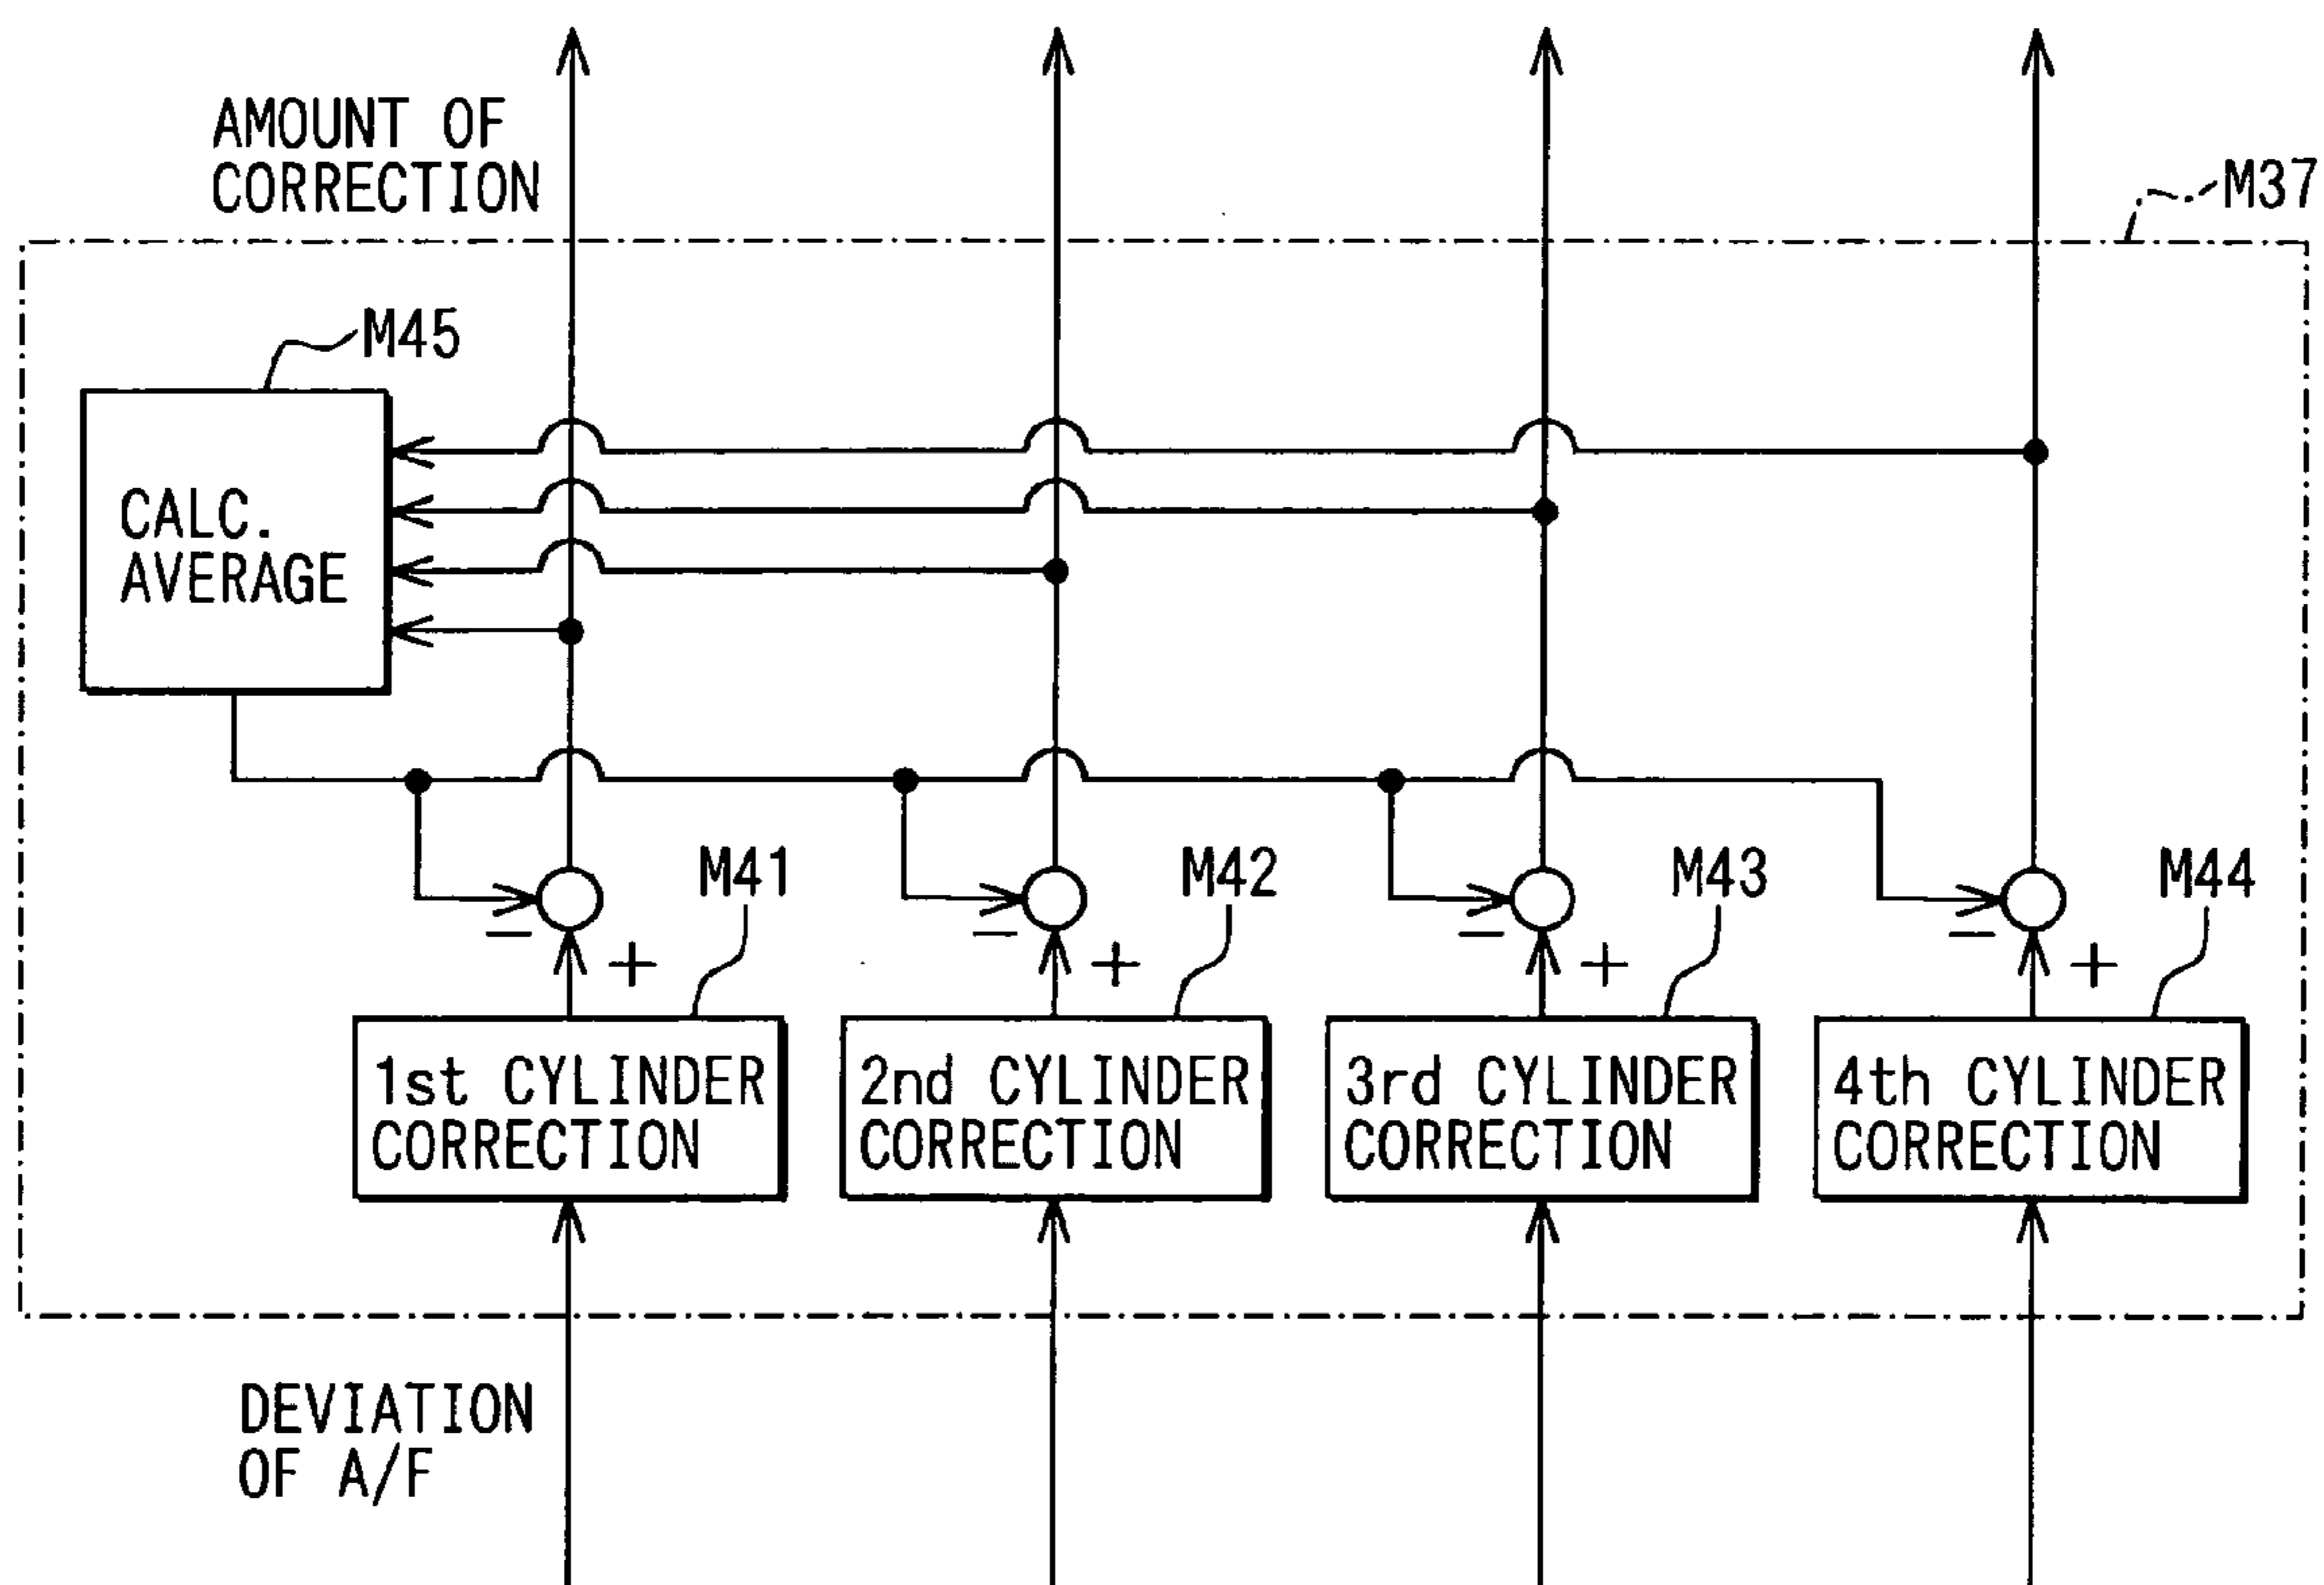 AMOUNT OF
CORRECTION
M37
M45
CALC.
AVERAGE
M41
M42
M43
M44
−
+
−
+
−
+
−
+
1st CYLINDER
CORRECTION
2nd CYLINDER
CORRECTION
3rd CYLINDER
CORRECTION
4th CYLINDER
CORRECTION
DEVIATION
OF A/F